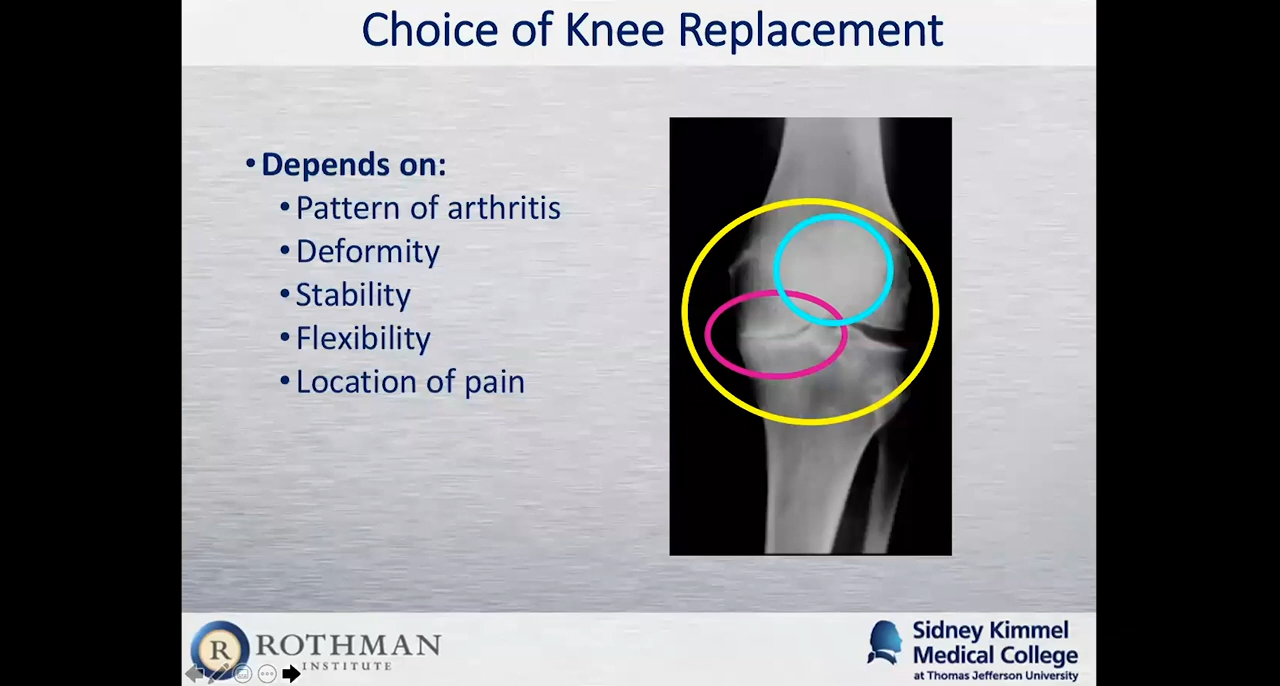 Choice of Knee Replacement
• Depends on:
• Pattern of arthritis
• Deformity
• Stability
• Flexibility
• Location of pain
R ROTHMAN
INSTITUTE
Sidney Kimmel
Medical College
at Thomas Jefferson University